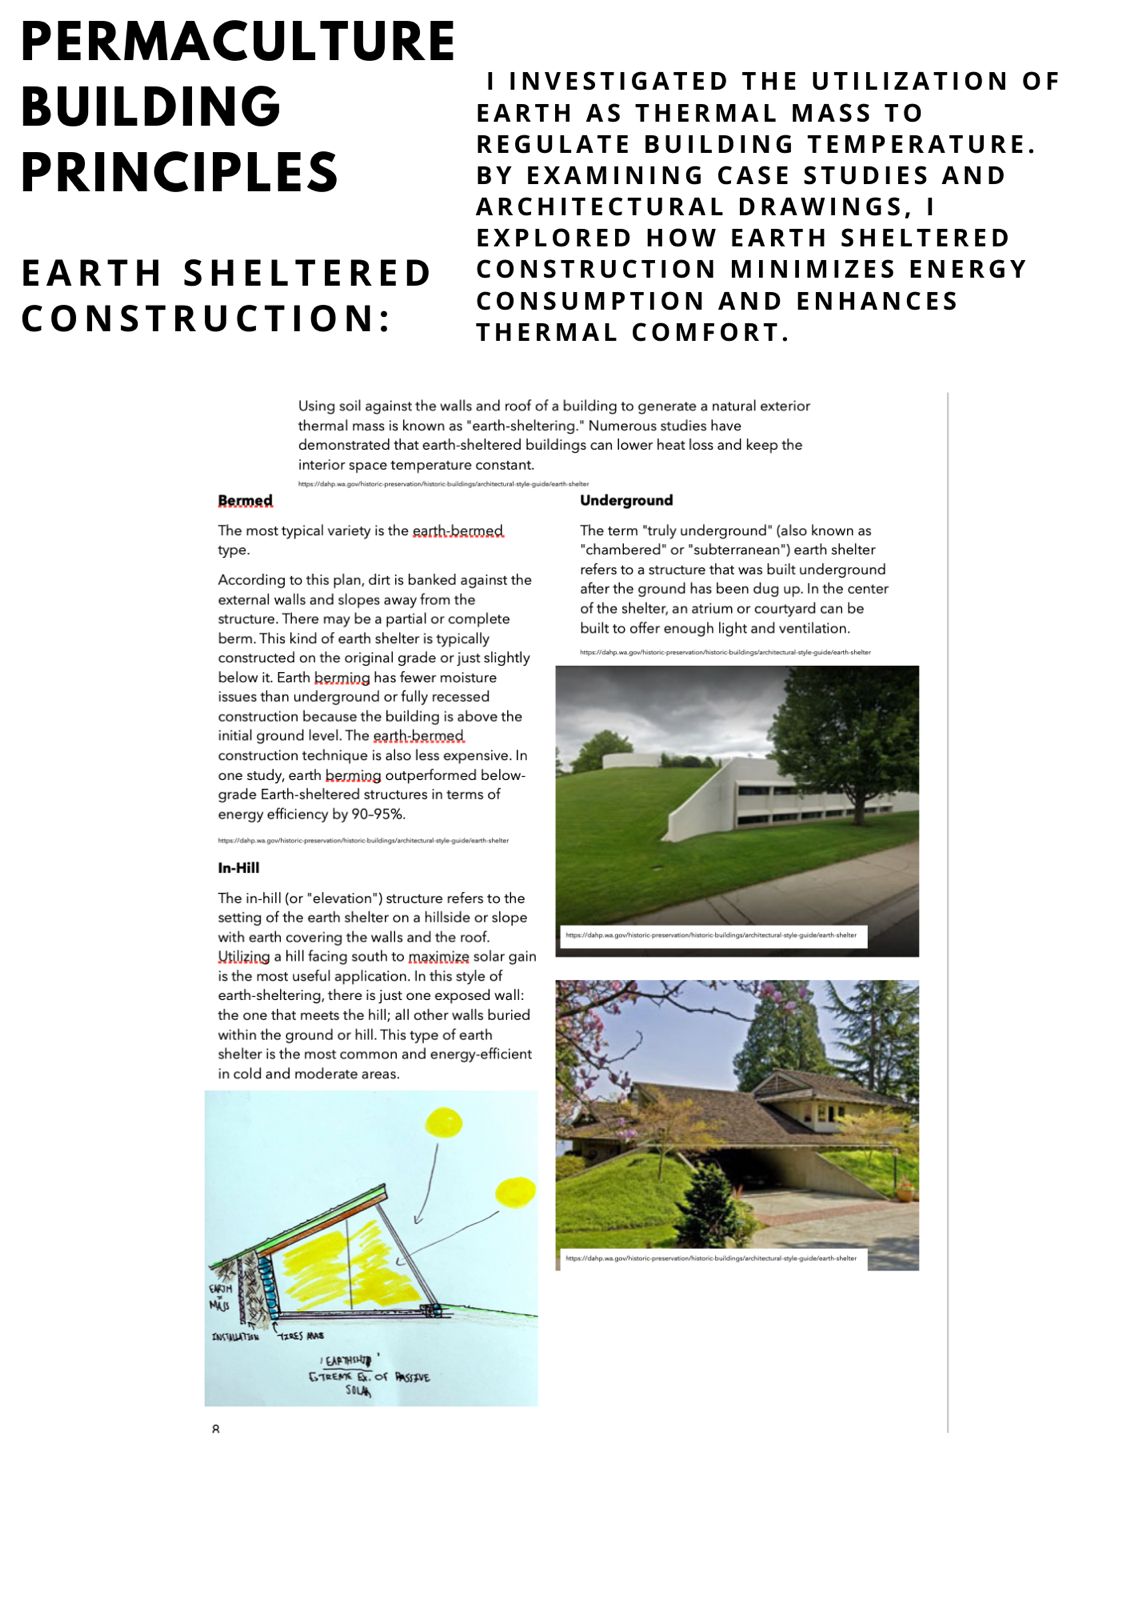 PERMACULTURE
BUILDING
PRINCIPLES
EARTH SHELTERED
CONSTRUCTION:
I INVESTIGATED THE UTILIZATION OF
EARTH AS THERMAL MASS TO
REGULATE BUILDING TEMPERATURE.
BY EXAMINING CASE STUDIES AND
ARCHITECTURAL DRAWINGS, I
EXPLORED HOW EARTH SHELTERED
CONSTRUCTION MINIMIZES ENERGY
CONSUMPTION AND ENHANCES
THERMAL COMFORT.
Using soil against the walls and roof of a building to generate a natural exterior
thermal mass is known as "earth-sheltering." Numerous studies have
demonstrated that earth-sheltered buildings can lower heat loss and keep the
interior space temperature constant.
https://dahp.wa.gov/historic-preservation/historic-buildings/architectural-style-guide/earth-shelter
Bermed
The most typical variety is the earth-bermed
type.
According to this plan, dirt is banked against the
external walls and slopes away from the
structure. There may be a partial or complete
berm. This kind of earth shelter is typically
constructed on the original grade or just slightly
below it. Earth berming has fewer moisture
issues than underground or fully recessed
construction because the building is above the
initial ground level. The earth-bermed
construction technique is also less expensive. In
one study, earth berming outperformed below-
grade Earth-sheltered structures in terms of
energy efficiency by 90–95%.
https://dahp.wa.gov/historic-preservation/historic-buildings/architectural-style-guide/earth-shelter
In-Hill
The in-hill (or "elevation") structure refers to the
setting of the earth shelter on a hillside or slope
with earth covering the walls and the roof.
Utilizing a hill facing south to maximize solar gain
is the most useful application. In this style of
earth-sheltering, there is just one exposed wall:
the one that meets the hill; all other walls buried
within the ground or hill. This type of earth
shelter is the most common and energy-efficient
in cold and moderate areas.
EARTH
=
MASS
INSTALLATION
TIRES MAS
'EARTHSHIP'
EXTREME EX. OF PASSIVE
SOLAR
8
Underground
The term "truly underground" (also known as
"chambered" or "subterranean") earth shelter
refers to a structure that was built underground
after the ground has been dug up. In the center
of the shelter, an atrium or courtyard can be
built to offer enough light and ventilation.
https://dahp.wa.gov/historic-preservation/historic-buildings/architectural-style-guide/earth-shelter
https://dahp.wa.gov/historic-preservation/historic-buildings/architectural-style-guide/earth-shelter
https://dahp.wa.gov/historic-preservation/historic-buildings/architectural-style-guide/earth-shelter